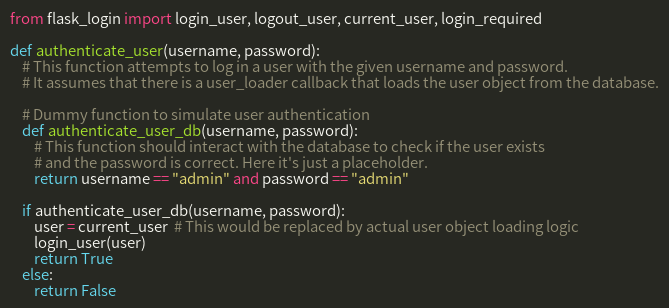 from flask_login import login_user, logout_user, current_user, login_required
def authenticate_user(username, password):
# This function attempts to log in a user with the given username and password.
# It assumes that there is a user_loader callback that loads the user object from the database.
# Dummy function to simulate user authentication
def authenticate_user_db(username, password):
# This function should interact with the database to check if the user exists
# and the password is correct. Here it's just a placeholder.
return username == "admin" and password == "admin"
if authenticate_user_db(username, password):
user = current_user # This would be replaced by actual user object loading logic
login_user(user)
return True
else:
return False